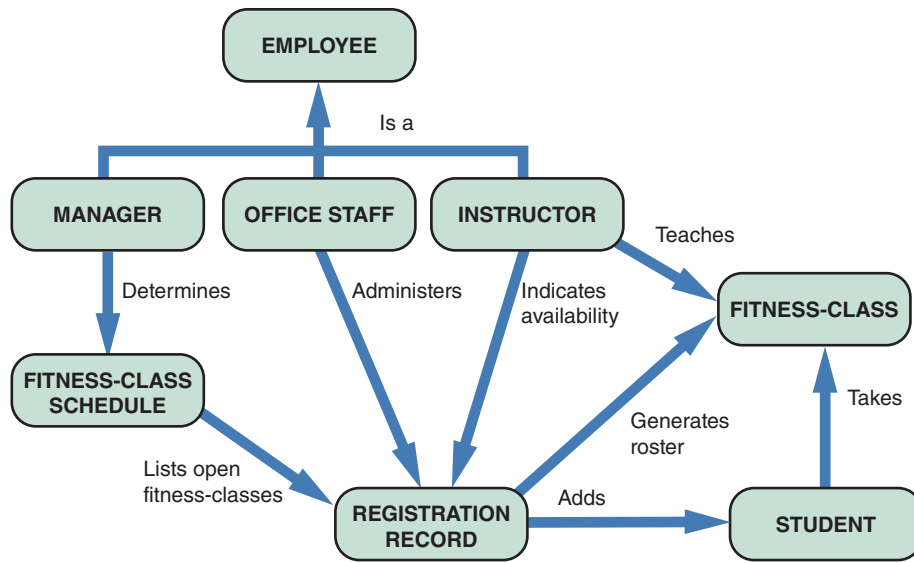 EMPLOYEE
Is a
MANAGER
OFFICE STAFF
INSTRUCTOR
Teaches
Determines
Administers
Indicates
availability
FITNESS-CLASS
FITNESS-CLASS
SCHEDULE
Takes
Generates
roster
Lists open
fitness-classes
Adds
REGISTRATION
RECORD
STUDENT